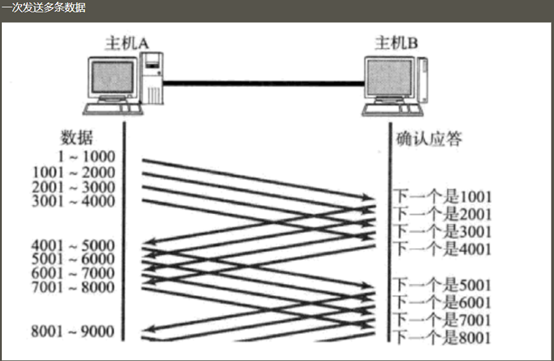 一次发送多条数据
主机A
主机B
数据
确认应答
1 ~ 1000
1001 ~ 2000
2001 ~ 3000
3001 ~ 4000
下一个是1001
下一个是2001
下一个是3001
下一个是4001
4001 ~ 5000
5001 ~ 6000
6001 ~ 7000
7001 ~ 8000
下一个是5001
下一个是6001
下一个是7001
下一个是8001
8001 ~ 9000